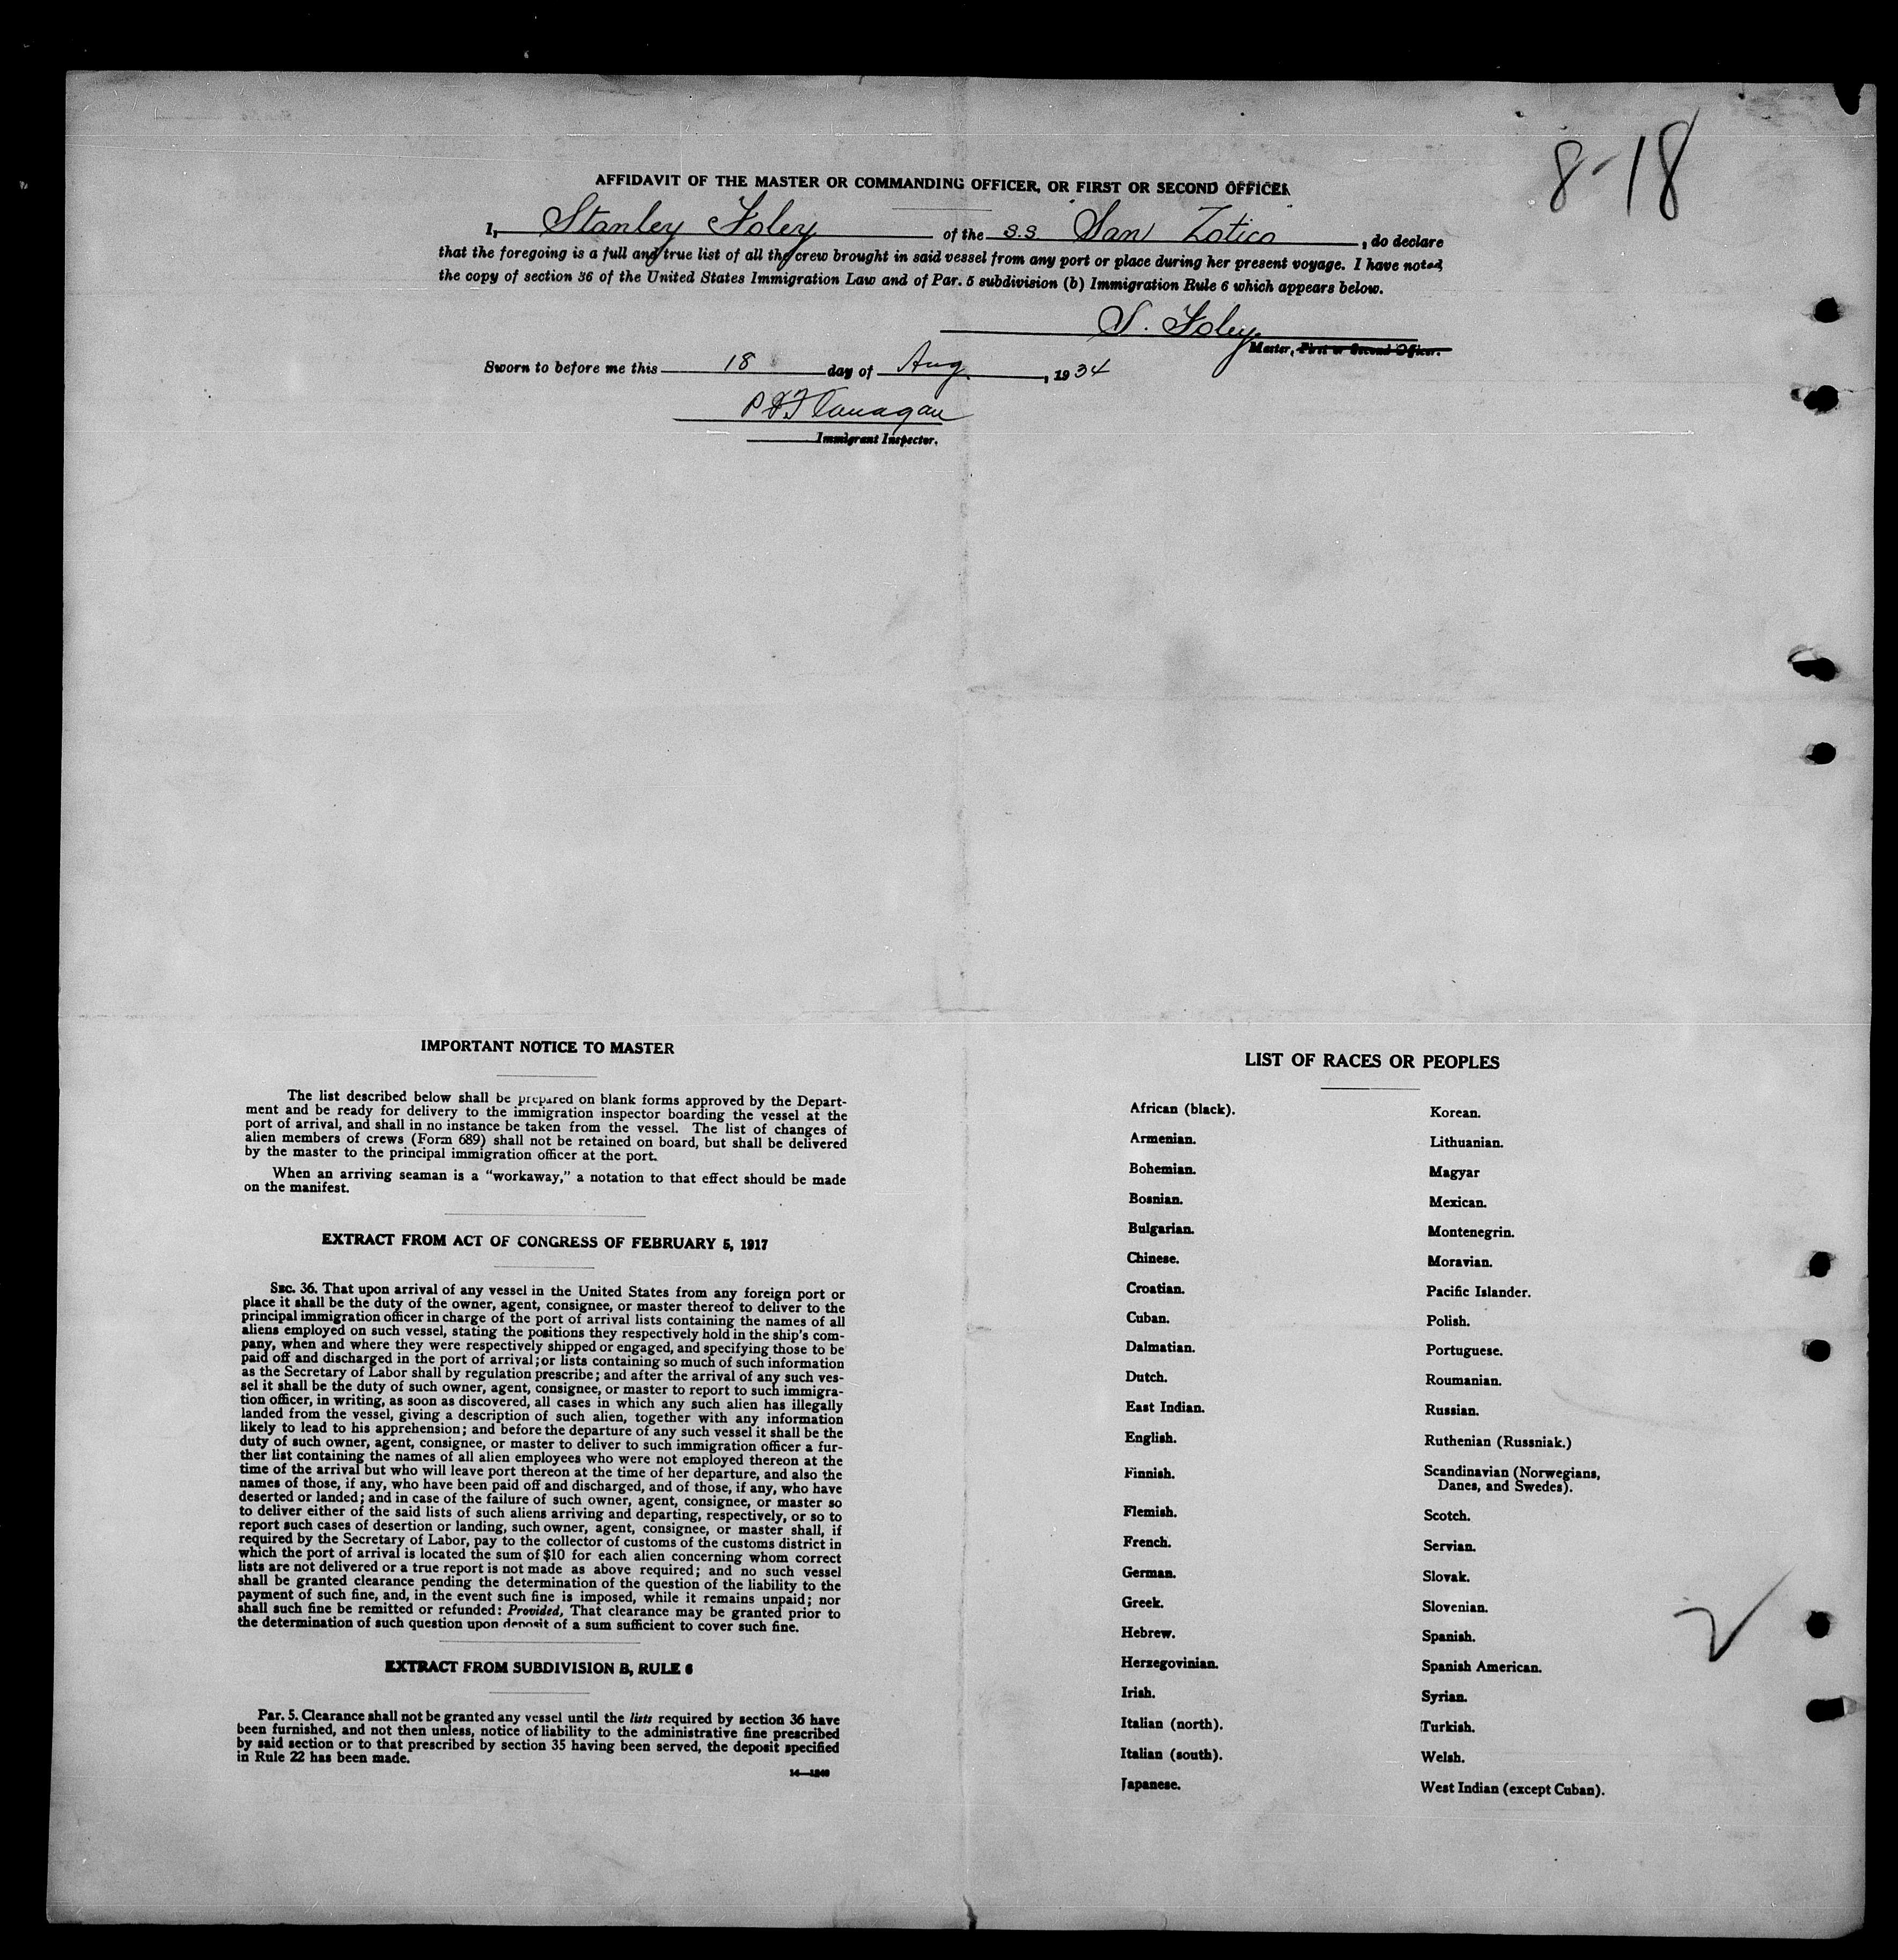 8-18
AFFIDAVIT OF THE MASTER OR COMMANDING OFFICER, OR FIRST OR SECOND OFFICER
I, Stanley Foley of the S.S San Zotico, do declare
that the foregoing is a full and true list of all the crew brought in said vessel from any port or place during her present voyage. I have noted
the copy of section 36 of the United States Immigration Law and of Par. 5 subdivision (b) Immigration Rule 6 which appears below.
S. Foley
Master, First or Second Officer.
Sworn to before me this 18 day of Aug., 1934
Flanagan
Immigrant Inspector.
IMPORTANT NOTICE TO MASTER
The list described below shall be prepared on blank forms approved by the Depart-
ment and be ready for delivery to the immigration inspector boarding the vessel at the
port of arrival, and shall in no instance be taken from the vessel. The list of changes of
alien members of crews (Form 689) shall not be retained on board, but shall be delivered
by the master to the principal immigration officer at the port.
When an arriving seaman is a "workaway," a notation to that effect should be made
on the manifest.
EXTRACT FROM ACT OF CONGRESS OF FEBRUARY 5, 1917
SEC. 36. That upon arrival of any vessel in the United States from any foreign port or
place it shall be the duty of the owner, agent, consignee, or master thereof to deliver to the
principal immigration officer in charge of the port of arrival lists containing the names of all
aliens employed on such vessel, stating the positions they respectively hold in the ship's com-
pany, when and where they were respectively shipped or engaged, and specifying those to be
paid off and discharged in the port of arrival; or lists containing so much of such information
as the Secretary of Labor shall by regulation prescribe; and after the arrival of any such ves-
sel it shall be the duty of such owner, agent, consignee, or master to report to such immigra-
tion officer, in writing, as soon as discovered, all cases in which any such alien has illegally
landed from the vessel, giving a description of such alien, together with any information
likely to lead to his apprehension; and before the departure of any such vessel it shall be the
duty of such owner, agent, consignee, or master to deliver to such immigration officer a fur-
ther list containing the names of all alien employees who were not employed thereon at the
time of the arrival but who will leave port thereon at the time of her departure, and also the
names of those, if any, who have been paid off and discharged, and of those, if any, who have
deserted or landed; and in case of the failure of such owner, agent, consignee, or master so
to deliver either of the said lists of such aliens arriving and departing, respectively, or so to
report such cases of desertion or landing, such owner, agent, consignee, or master shall, if
required by the Secretary of Labor, pay to the collector of customs of the customs district in
which the port of arrival is located the sum of $10 for each alien concerning whom correct
lists are not delivered or a true report is not made as above required; and no such vessel
shall be granted clearance pending the determination of the question of the liability to the
payment of such fine, and, in the event such fine is imposed, while it remains unpaid; nor
shall such fine be remitted or refunded: Provided, That clearance may be granted prior to
the determination of such question upon deposit of a sum sufficient to cover such fine.
EXTRACT FROM SUBDIVISION B, RULE 6
Par. 5. Clearance shall not be granted any vessel until the lists required by section 36 have
been furnished, and not then unless, notice of liability to the administrative fine prescribed
by said section or to that prescribed by section 35 having been served, the deposit specified
in Rule 22 has been made.
LIST OF RACES OR PEOPLES
African (black).
Armenian.
Bohemian.
Bosnian.
Bulgarian.
Chinese.
Croatian.
Cuban.
Dalmatian.
Dutch.
East Indian.
English.
Finnish.
Flemish.
French.
German.
Greek.
Hebrew.
Herzegovinian.
Irish.
Italian (north).
Italian (south).
Japanese.
Korean.
Lithuanian.
Magyar
Mexican.
Montenegrin.
Moravian.
Pacific Islander.
Polish.
Portuguese.
Roumanian.
Russian.
Ruthenian (Russniak.)
Scandinavian (Norwegians,
Danes, and Swedes).
Scotch.
Servian.
Slovak.
Slovenian.
Spanish.
Spanish American.
Syrian.
Turkish.
Welsh.
West Indian (except Cuban).